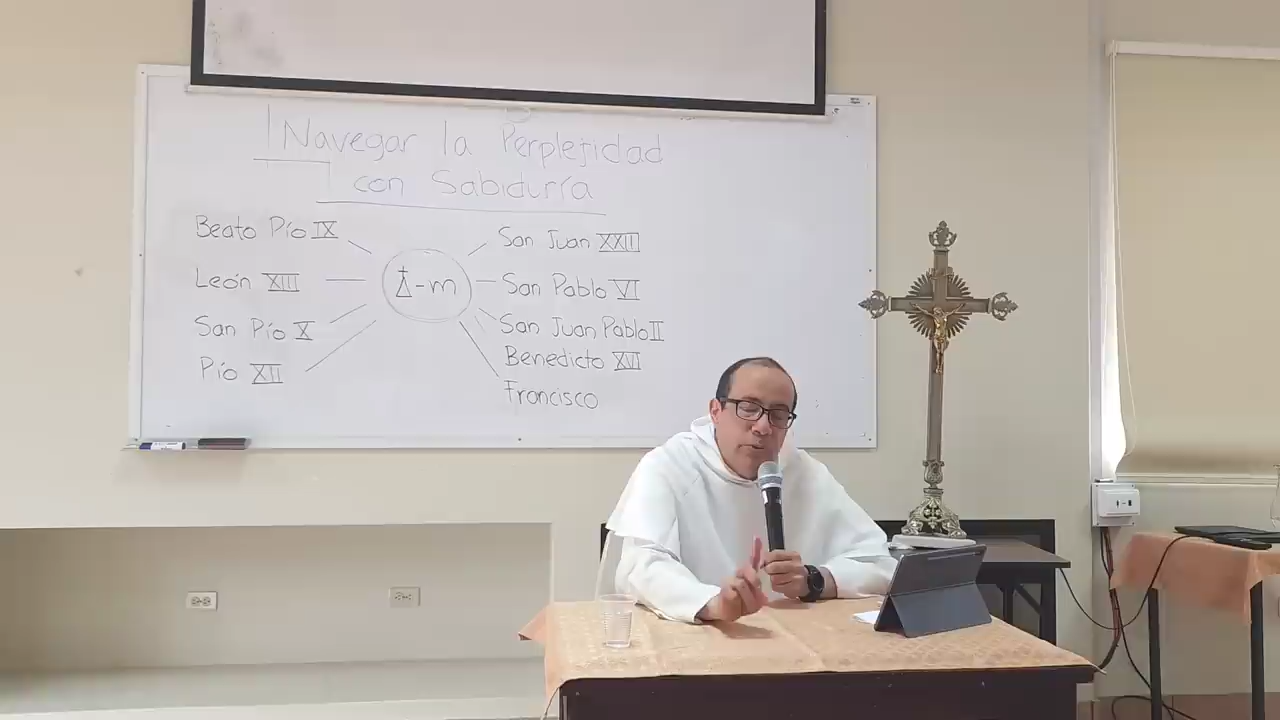 Navegar la Perplejidad
con Sabiduría
Beato Pío IX
León XIII
San Pío X
Pío XII
Δ-m
San Juan XXIII
San Pablo VI
San Juan Pablo II
Benedicto XVI
Francisco